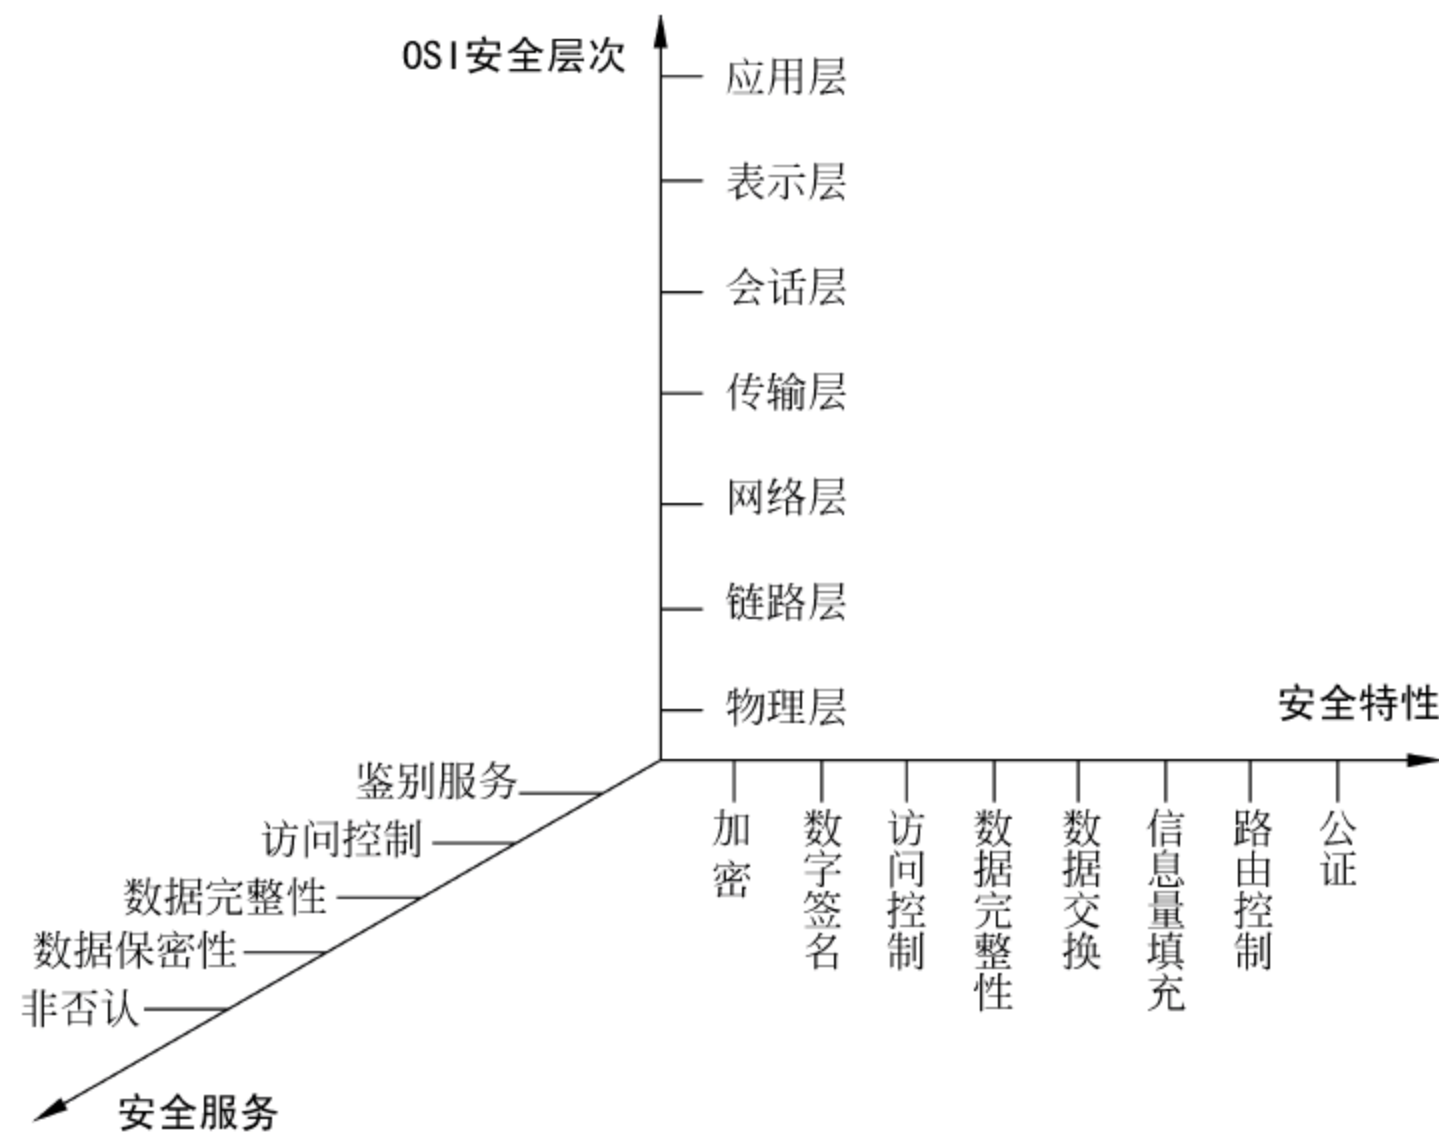 OSI安全层次
应用层
表示层
会话层
传输层
网络层
链路层
物理层
安全特性
鉴别服务
访问控制
数据完整性
数据保密性
非否认
安全服务
加密
数字签名
访问控制
数据完整性
数据交换
信息量填充
路由控制
公证